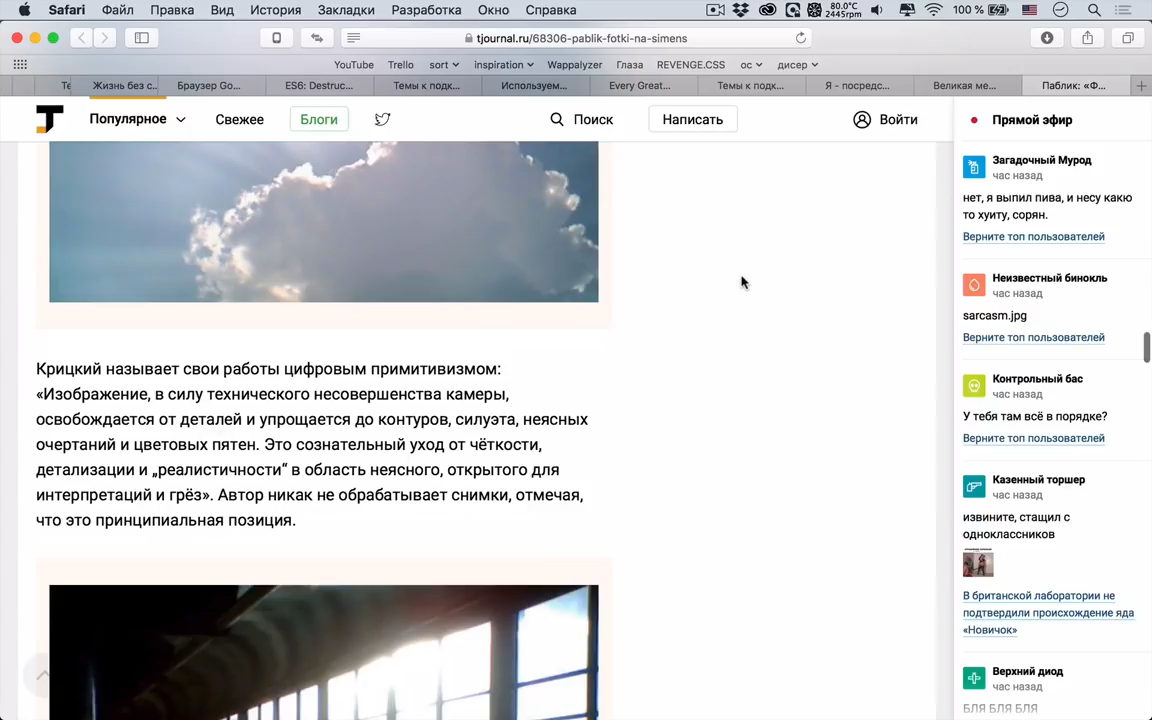 Safari Файл Правка Вид История Закладки Разработка Окно Справка 80.0°C 2445rpm 100 %
tjournal.ru/68306-pablik-fotki-na-simens
YouTube Trello sort inspiration Wappalyzer Глаза REVENGE.CSS ос дисер
Те Жизнь без с... Браузер Go... ES6: Destruc... Темы к подк... Используем... Every Great... Темы к подк... Я - посредс... Великая ме... Паблик: «Ф...
Популярное Свежее Блоги Поиск Написать Войти
Крицкий называет свои работы цифровым примитивизмом:
«Изображение, в силу технического несовершенства камеры,
освобождается от деталей и упрощается до контуров, силуэта, неясных
очертаний и цветовых пятен. Это сознательный уход от чёткости,
детализации и „реалистичности“ в область неясного, открытого для
интерпретаций и грёз». Автор никак не обрабатывает снимки, отмечая,
что это принципиальная позиция.
Прямой эфир
Загадочный Мурод
час назад
нет, я выпил пива, и несу какю
то хуиту, сорян.
Верните топ пользователей
Неизвестный бинокль
час назад
sarcasm.jpg
Верните топ пользователей
Контрольный бас
час назад
У тебя там всё в порядке?
Верните топ пользователей
Казенный торшер
час назад
извините, стащил с
одноклассников
В британской лаборатории не
подтвердили происхождение яда
«Новичок»
Верхний диод
час назад
БЛЯ БЛЯ БЛЯ